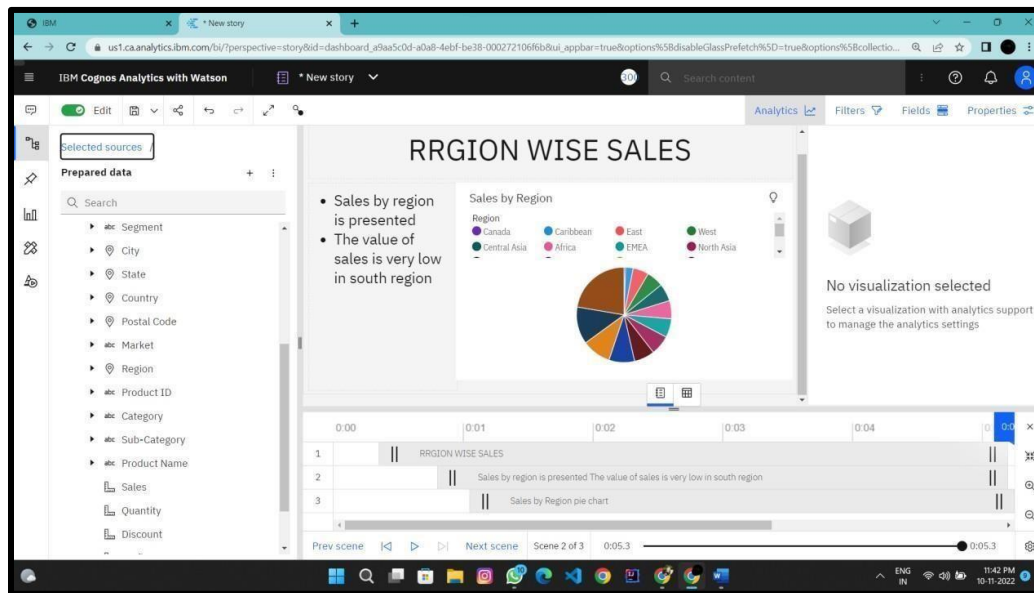 IBM
* New story
us1.ca.analytics.ibm.com/bi/?perspective=story&id=dashboard_a9aa5c0d-a0a8-4ebf-be38-000272106f6b&ui_appbar=true&options%5BdisableGlassPrefetch%5D=true&options%5Bcollectio...
IBM Cognos Analytics with Watson
* New story
Search content
Edit
Analytics
Filters
Fields
Properties
Selected sources /
Prepared data
Search
abc Segment
City
State
Country
Postal Code
abc Market
Region
abc Product ID
abc Category
abc Sub-Category
abc Product Name
Sales
Quantity
Discount
RRGION WISE SALES
• Sales by region
is presented
• The value of
sales is very low
in south region
Sales by Region
Region
Canada Caribbean East West
Central Asia Africa EMEA North Asia
No visualization selected
Select a visualization with analytics support
to manage the analytics settings
0:00 0:01 0:02 0:03 0:04
1 RRGION WISE SALES
2 Sales by region is presented The value of sales is very low in south region
3 Sales by Region pie chart
Prev scene Next scene Scene 2 of 3 0:05.3 0:05.3
ENG
IN
11:42 PM
10-11-2022